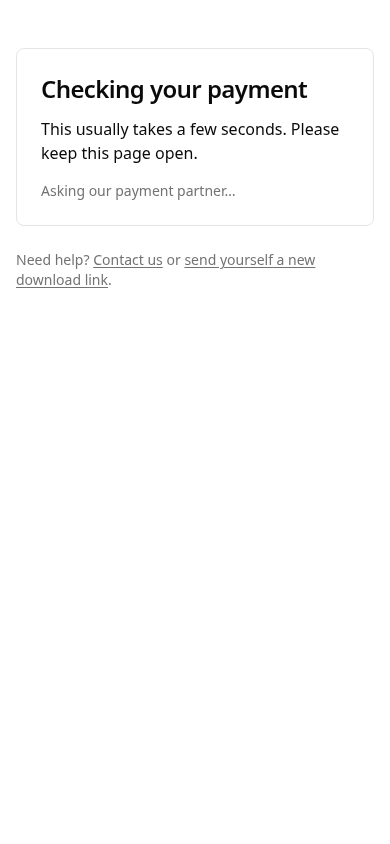 Checking your payment
This usually takes a few seconds. Please
keep this page open.
Asking our payment partner...
Need help? Contact us or send yourself a new
download link.